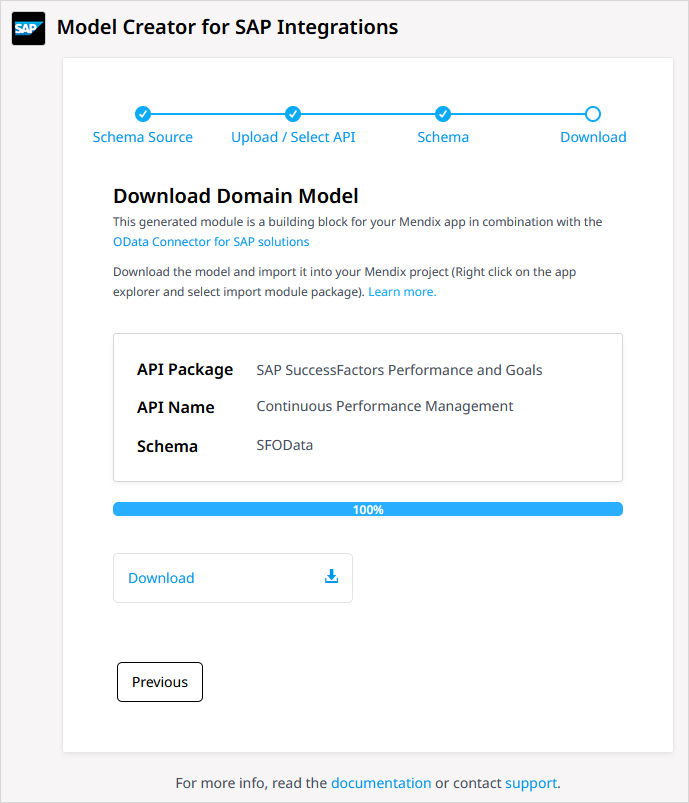 SAP
Model Creator for SAP Integrations
Schema Source
Upload / Select API
Schema
Download
Download Domain Model
This generated module is a building block for your Mendix app in combination with the
OData Connector for SAP solutions
Download the model and import it into your Mendix project (Right click on the app
explorer and select import module package). Learn more.
API Package SAP SuccessFactors Performance and Goals
API Name Continuous Performance Management
Schema SFOData
100%
Download
Previous
For more info, read the documentation or contact support.